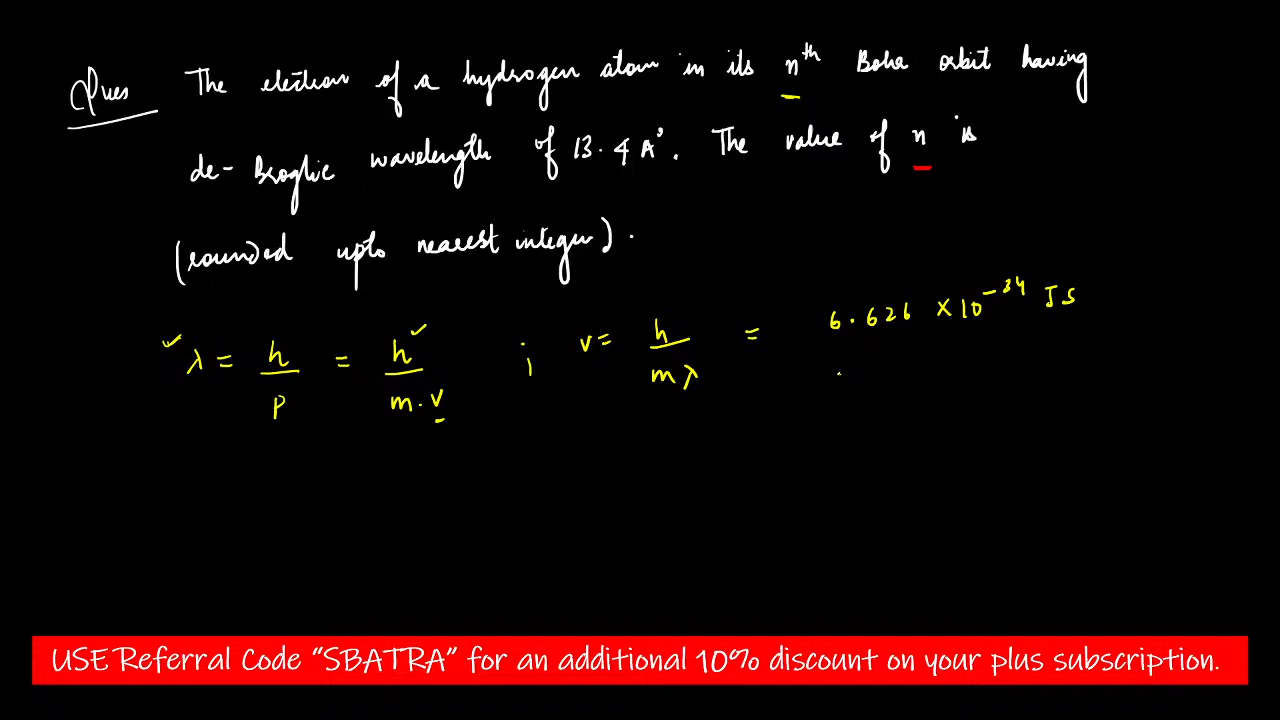 Ques The electron of a hydrogen atom in its nth Bohr orbit having
de-Broglie wavelength of 13.4 A°. The value of n is
(rounded upto nearest integer).
λ = h/p = h/m.v ; v = h/mλ = 6.626 × 10^-34 Js
USE Referral Code “SBATRA” for an additional 10% discount on your plus subscription.